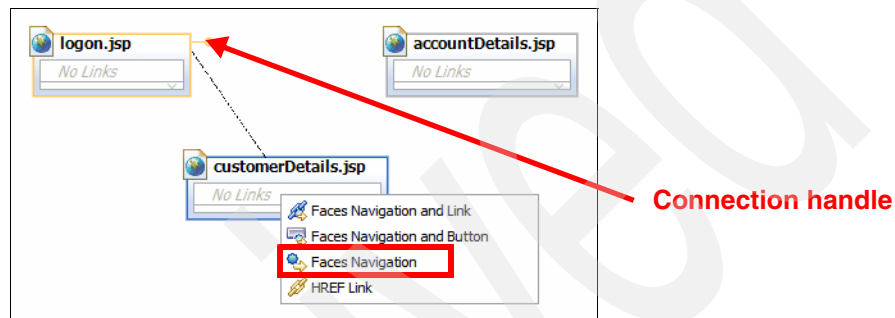 logon.jsp
No Links
accountDetails.jsp
No Links
customerDetails.jsp
No Links
Faces Navigation and Link
Faces Navigation and Button
Faces Navigation
HREF Link
Connection handle